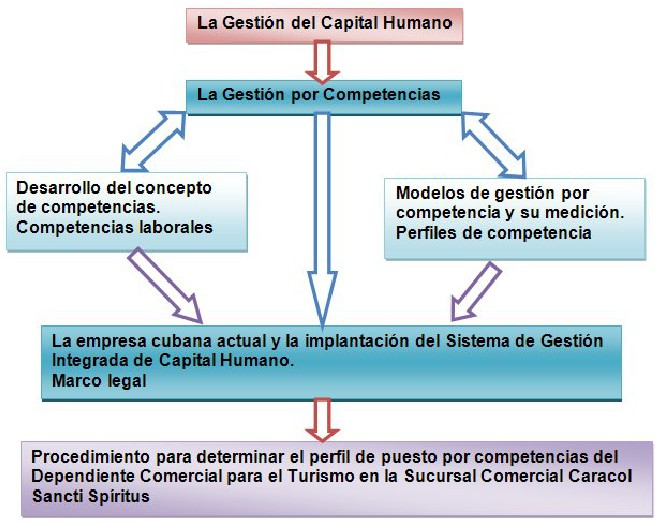 La Gestión del Capital Humano
La Gestión por Competencias
Desarrollo del concepto
de competencias.
Competencias laborales
Modelos de gestión por
competencia y su medición.
Perfiles de competencia
La empresa cubana actual y la implantación del Sistema de Gestión
Integrada de Capital Humano.
Marco legal
Procedimiento para determinar el perfil de puesto por competencias del
Dependiente Comercial para el Turismo en la Sucursal Comercial Caracol
Sancti Spíritus